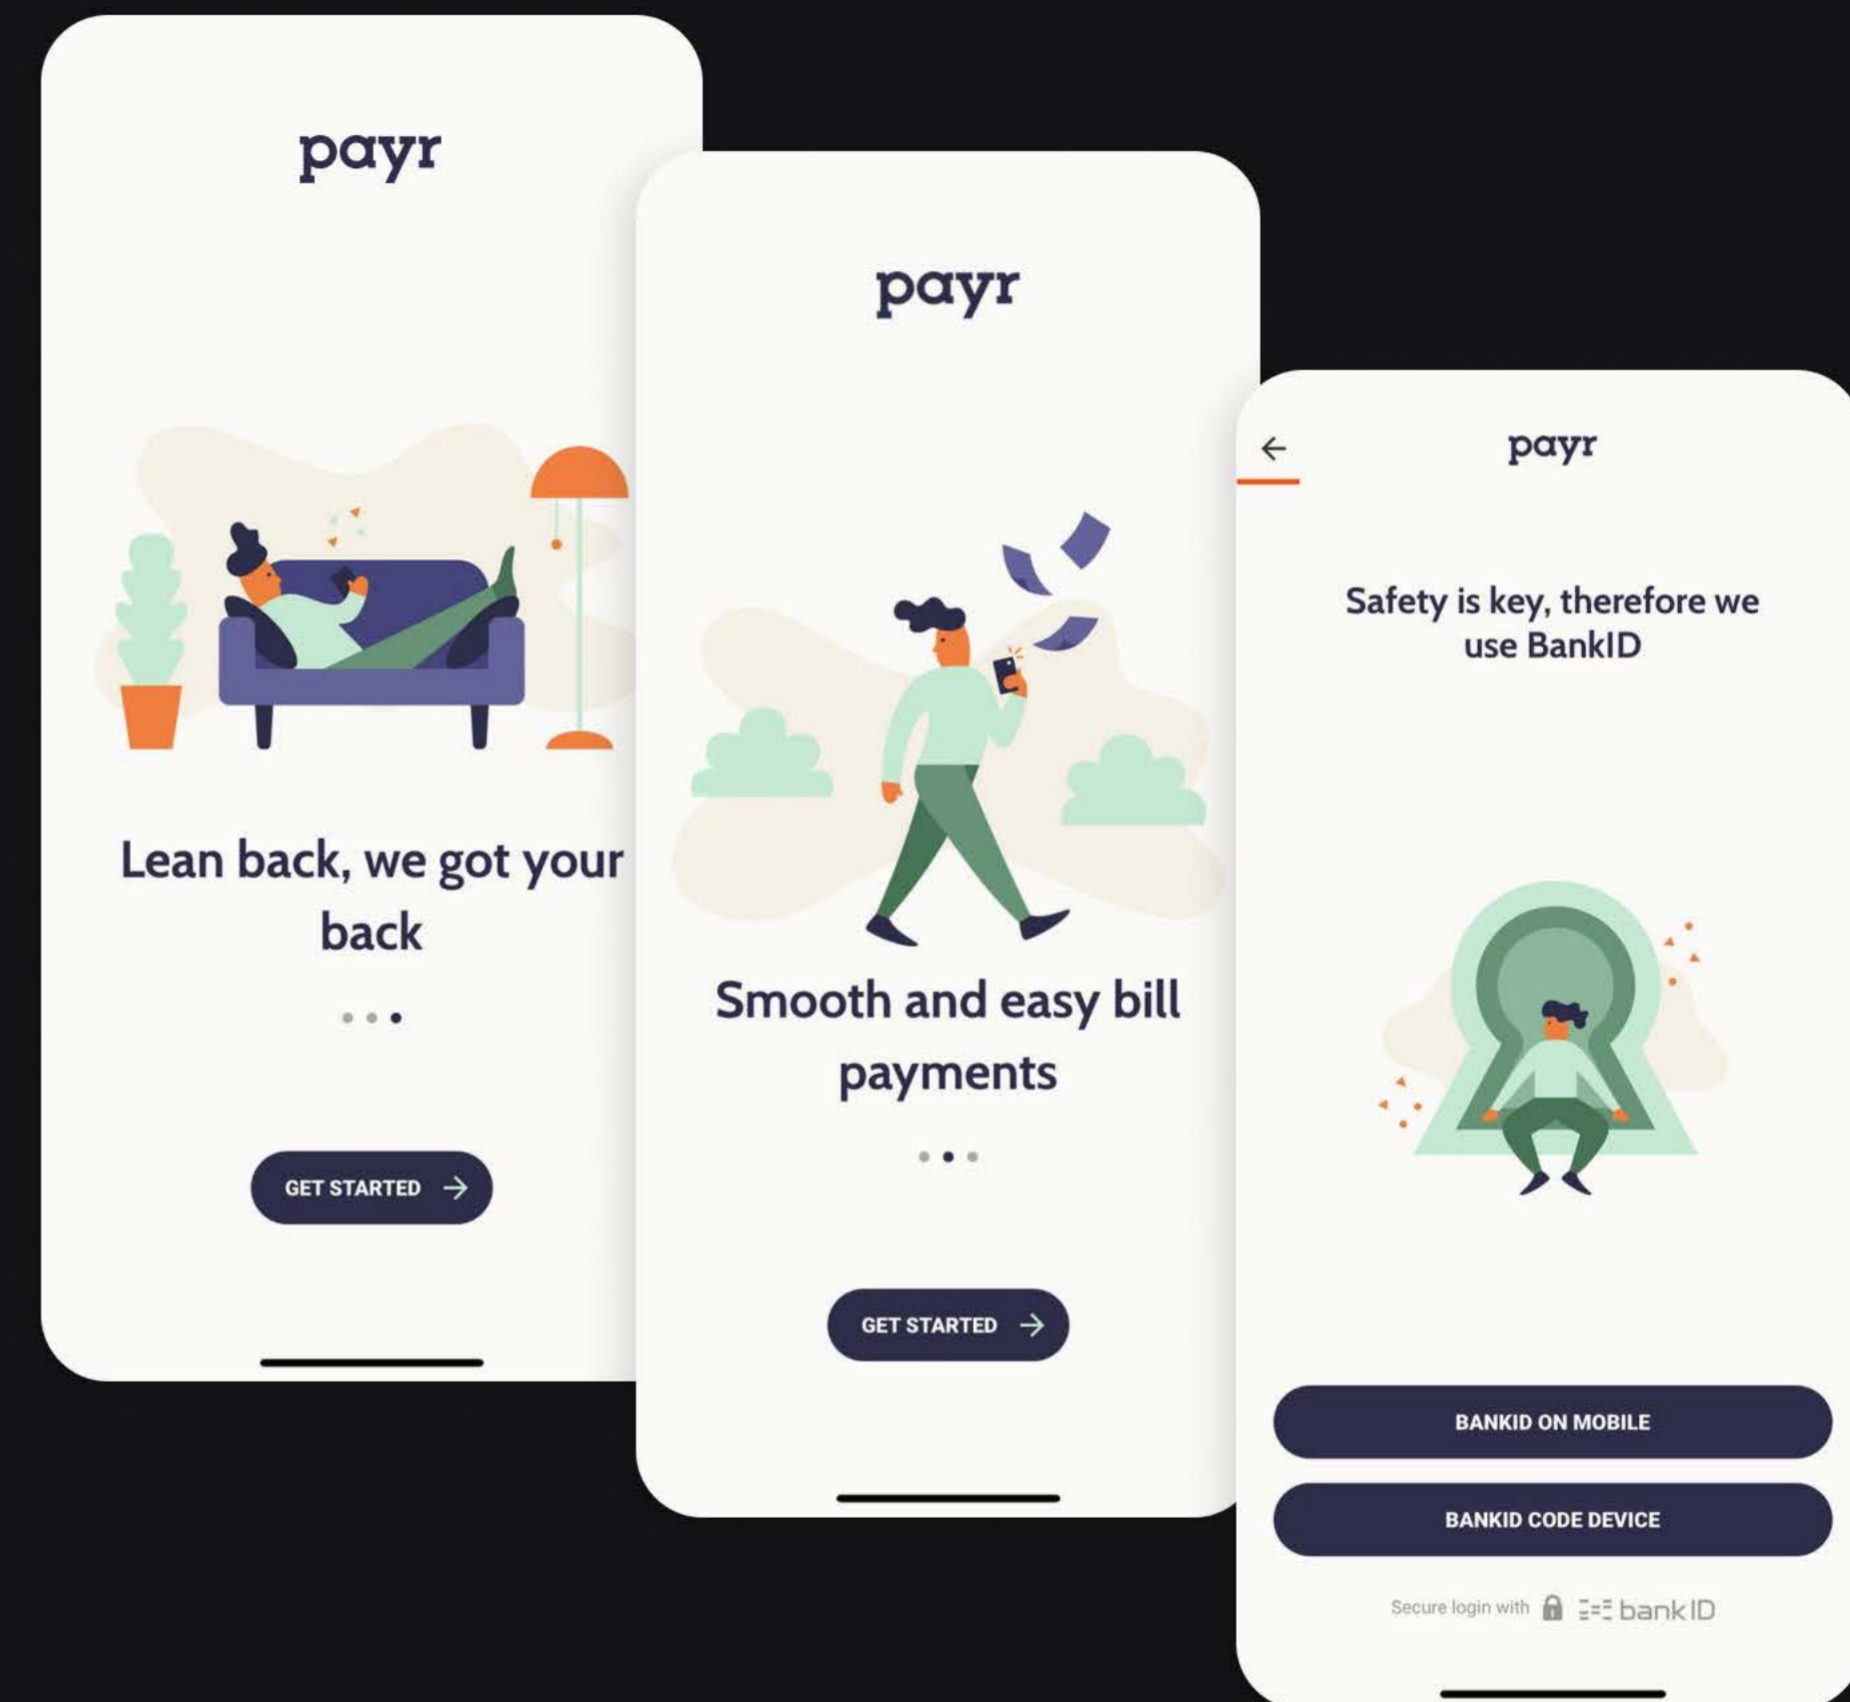 payr
Lean back, we got your
back
GET STARTED
payr
Smooth and easy bill
payments
GET STARTED
payr
Safety is key, therefore we
use BankID
BANKID ON MOBILE
BANKID CODE DEVICE
Secure login with bankID